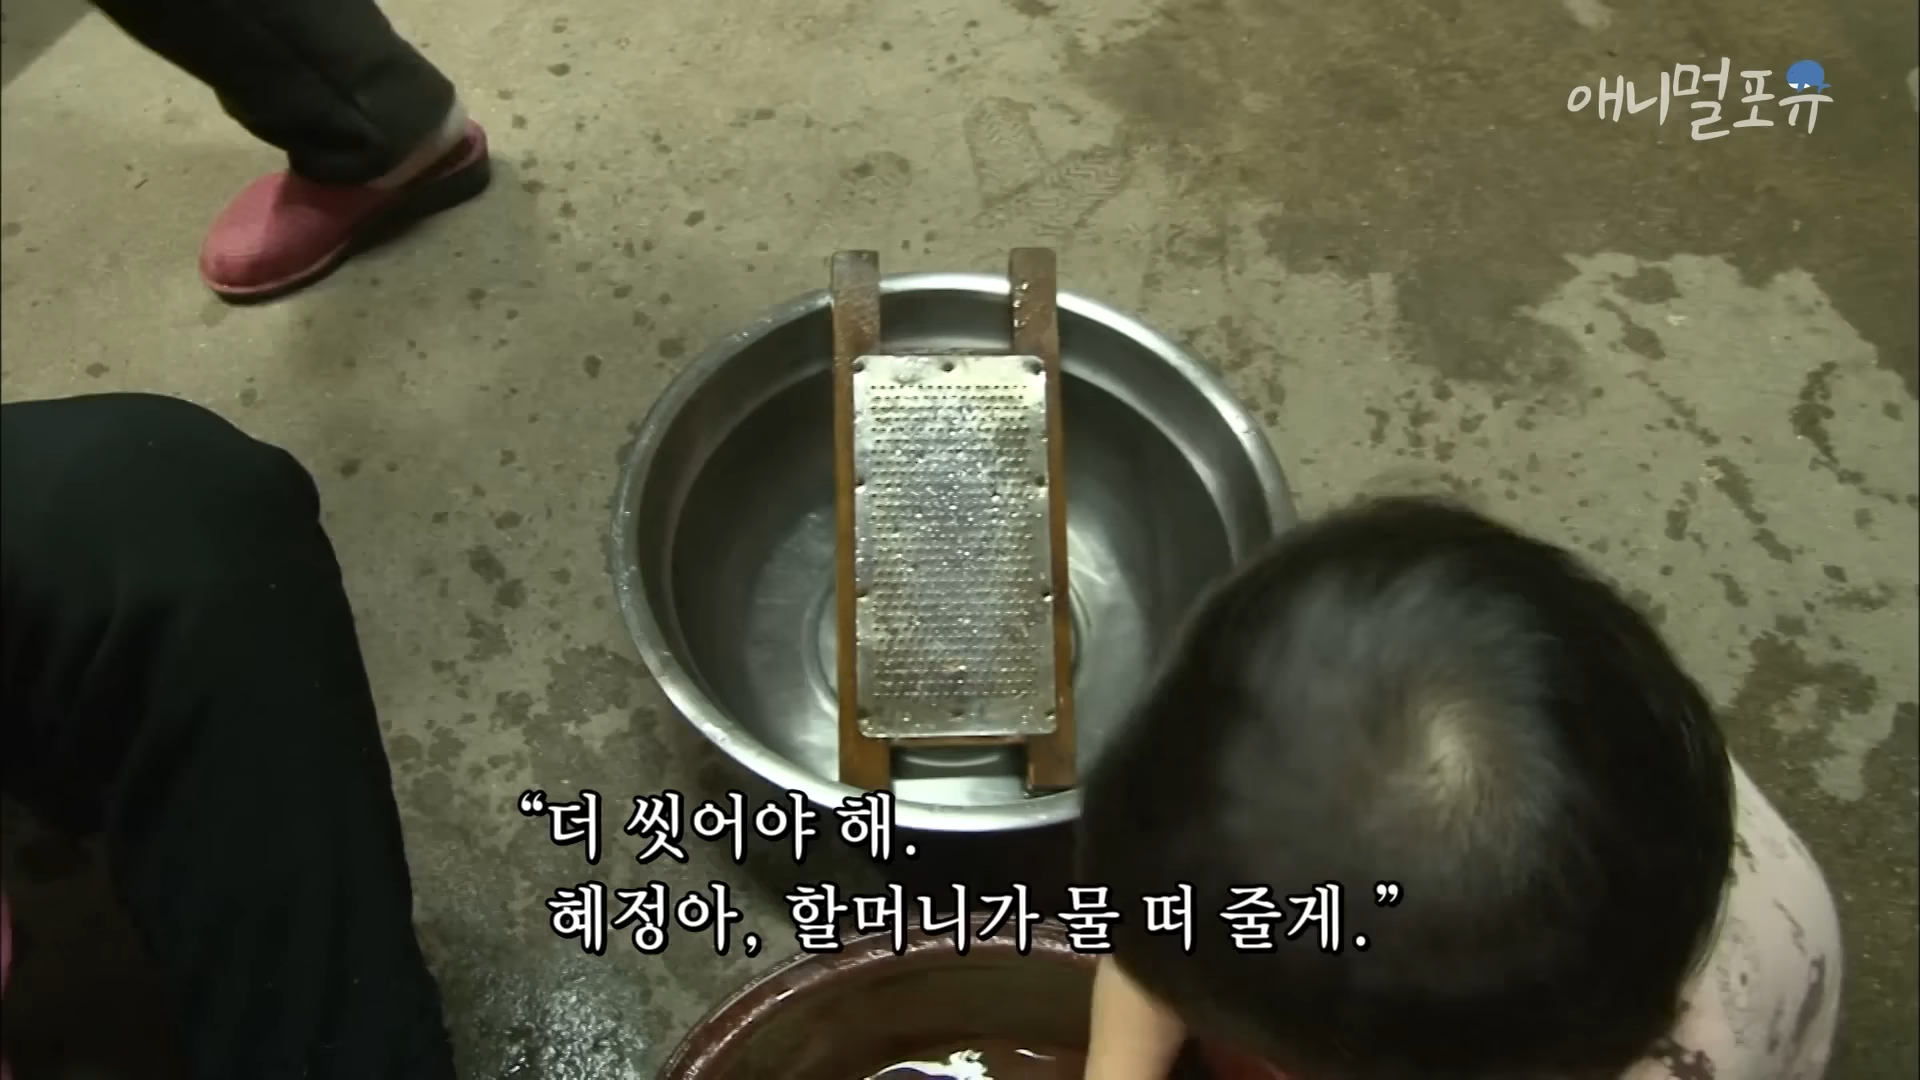 애니멀포유
“더 씻어야 해.
혜정아, 할머니가 물 떠 줄게.”